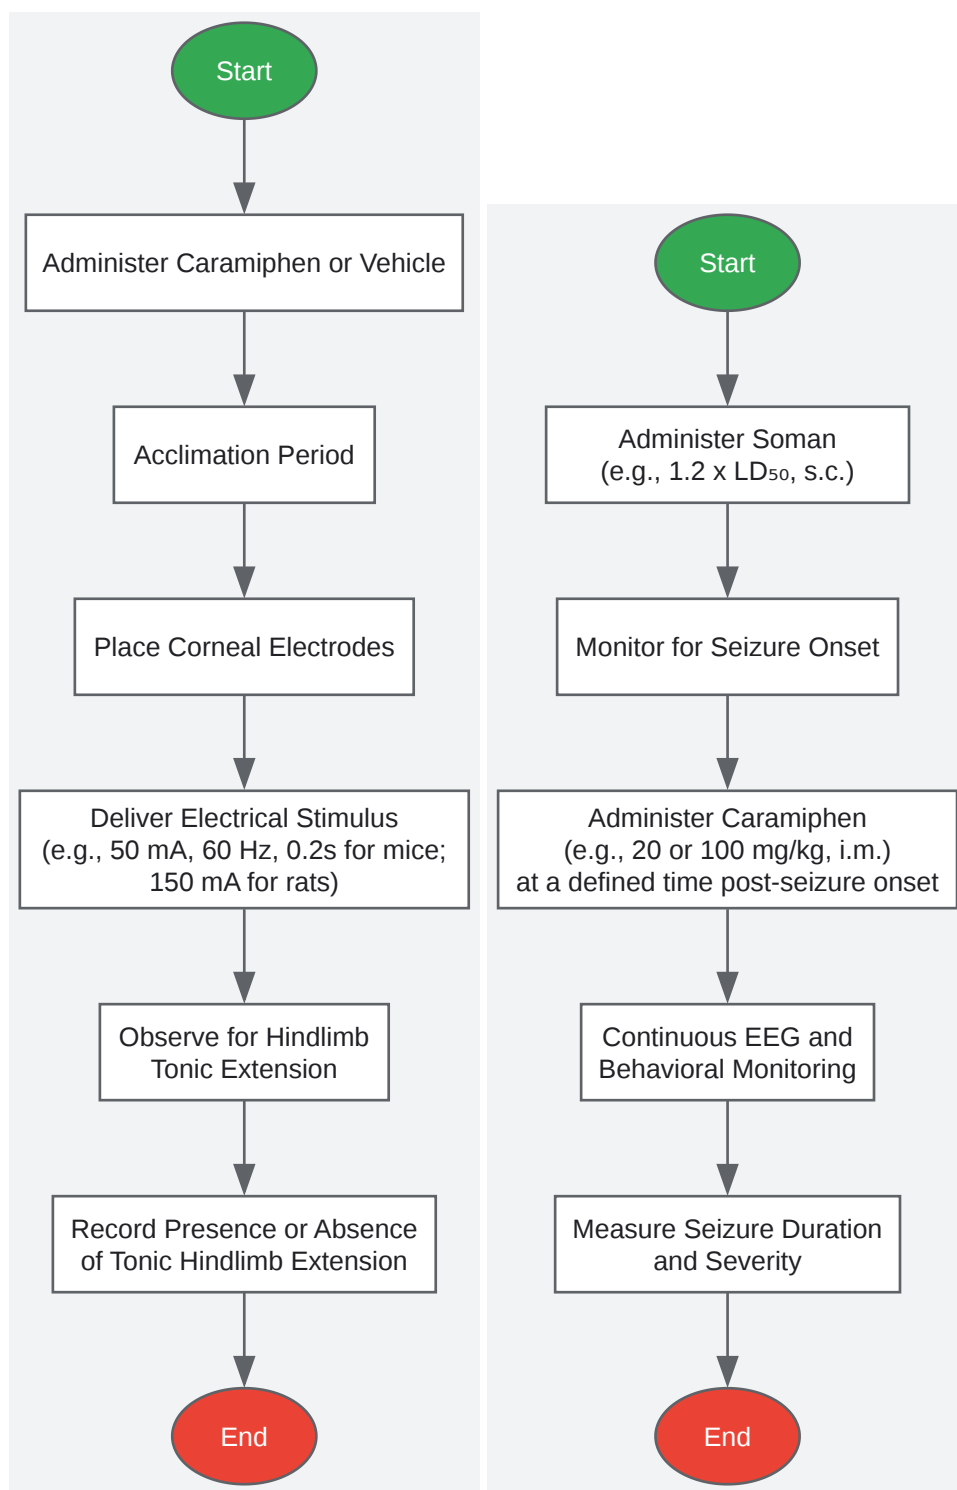 Start
Administer Caramiphen or Vehicle
Acclimation Period
Place Corneal Electrodes
Deliver Electrical Stimulus
(e.g., 50 mA, 60 Hz, 0.2s for mice;
150 mA for rats)
Observe for Hindlimb
Tonic Extension
Record Presence or Absence
of Tonic Hindlimb Extension
End
Start
Administer Soman
(e.g., 1.2 x LD₅₀, s.c.)
Monitor for Seizure Onset
Administer Caramiphen
(e.g., 20 or 100 mg/kg, i.m.)
at a defined time post-seizure onset
Continuous EEG and
Behavioral Monitoring
Measure Seizure Duration
and Severity
End